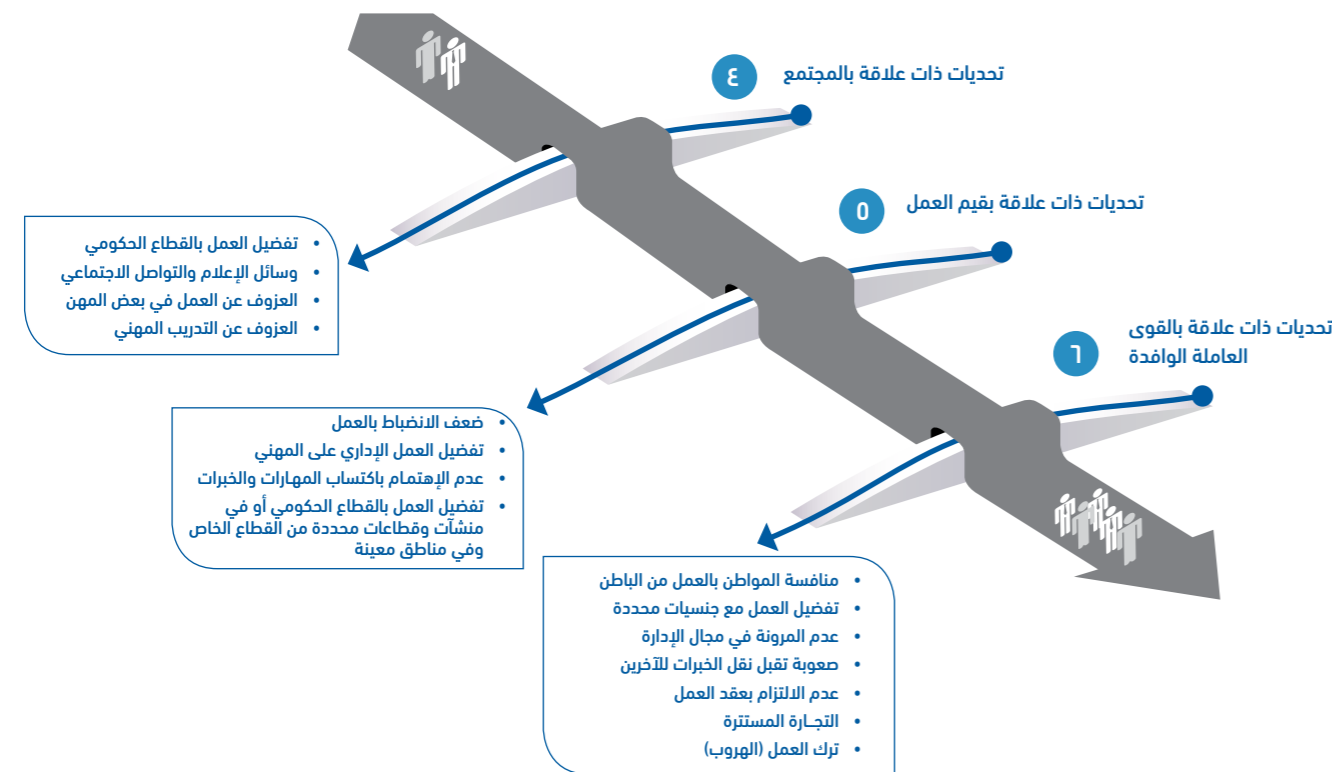 ٤
تحديات ذات علاقة بالمجتمع
• تفضيل العمل بالقطاع الحكومي
• وسائل الإعلام والتواصل الاجتماعي
• العزوف عن العمل في بعض المهن
• العزوف عن التدريب المهني
٥
تحديات ذات علاقة بقيم العمل
• ضعف الانضباط بالعمل
• تفضيل العمل الإداري على المهني
• عدم الإهتمـام باكتساب المهـارات والخبرات
• تفضيل العمل بالقطاع الحكومي أو في
منشآت وقطاعات محددة من القطاع الخاص
وفي مناطق معينة
٦
تحديات ذات علاقة بالقوى
العاملة الوافدة
• منافسة المواطن بالعمل من الباطن
• تفضيل العمل مع جنسيات محددة
• عدم المرونة في مجال الإدارة
• صعوبة تقبل نقل الخبرات للآخرين
• عدم الالتزام بعقد العمل
• التجــارة المستترة
• ترك العمل (الهروب)